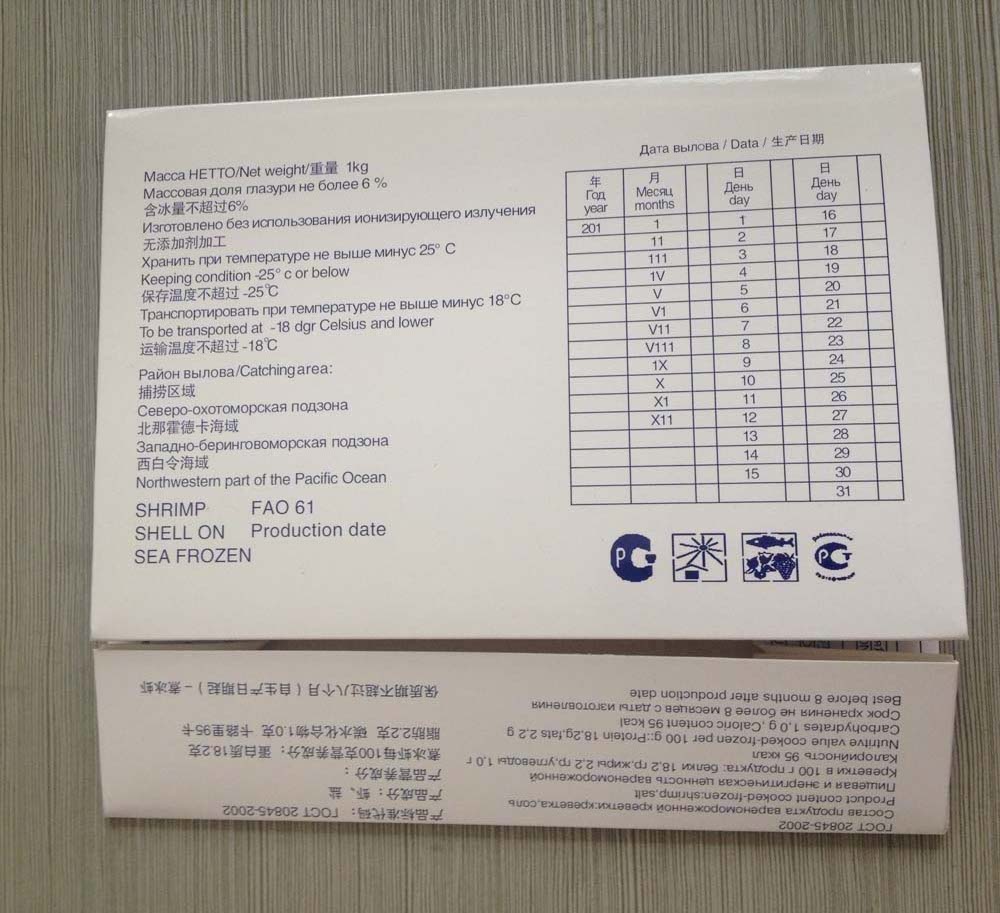 Масса НЕТТО/Net weight/重量 1kg
Массовая доля глазури не более 6 %
含冰量不超过6%
Изготовлено без использования ионизирующего излучения
无添加剂加工
Хранить при температуре не выше минус 25° С
Keeping condition -25° c or below
保存温度不超过 -25℃
Транспортировать при температуре не выше минус 18°С
To be transported at -18 dgr Celsius and lower
运输温度不超过 -18℃
Район вылова/Catching area:
捕捞区域
Северо-охотоморская подзона
北那霍德卡海域
Западно-беринговоморская подзона
西白令海域
Northwestern part of the Pacific Ocean
SHRIMP FAO 61
SHELL ON Production date
SEA FROZEN
Дата вылова / Data / 生产日期
年 月 日 日
Год Месяц День День
year months day day
201 1 1 16
11 2 17
111 3 18
1V 4 19
V 5 20
V1 6 21
V11 7 22
V111 8 23
1X 9 24
X 10 25
X1 11 26
X11 12 27
13 28
14 29
15 30
31
РС
РС
ГОСТ 20845-2002
Состав продукта варёномороженной креветки:креветка,соль
Product content cooked-frozen:shrimp,salt
Пищевая и энергитическая ценность варёномороженной
Креветки в 100 г продукта: белки 18,2 гр,жиры 2,2 гр,углеводы 1,0 г
Калорийность 95 ккал
Nutritive value cooked-frozen per 100 g::Protein 18,2g,fg 2,2 g
Carbohydrates 1,0 g ,Caloric content 95 kcal
Срок хранения не более 8 месяцев с даты изготовления
Best before 8 months after production date
产品标准代码： ГОСТ 20845-2002
产品成分：虾、盐
产品营养成分：
煮冰虾每100克营养成分：蛋白质18.2克
脂肪2.2克 碳水化合物1.0克 卡路里95卡
保质期不超过八个月（自生产日期起）－煮冰虾